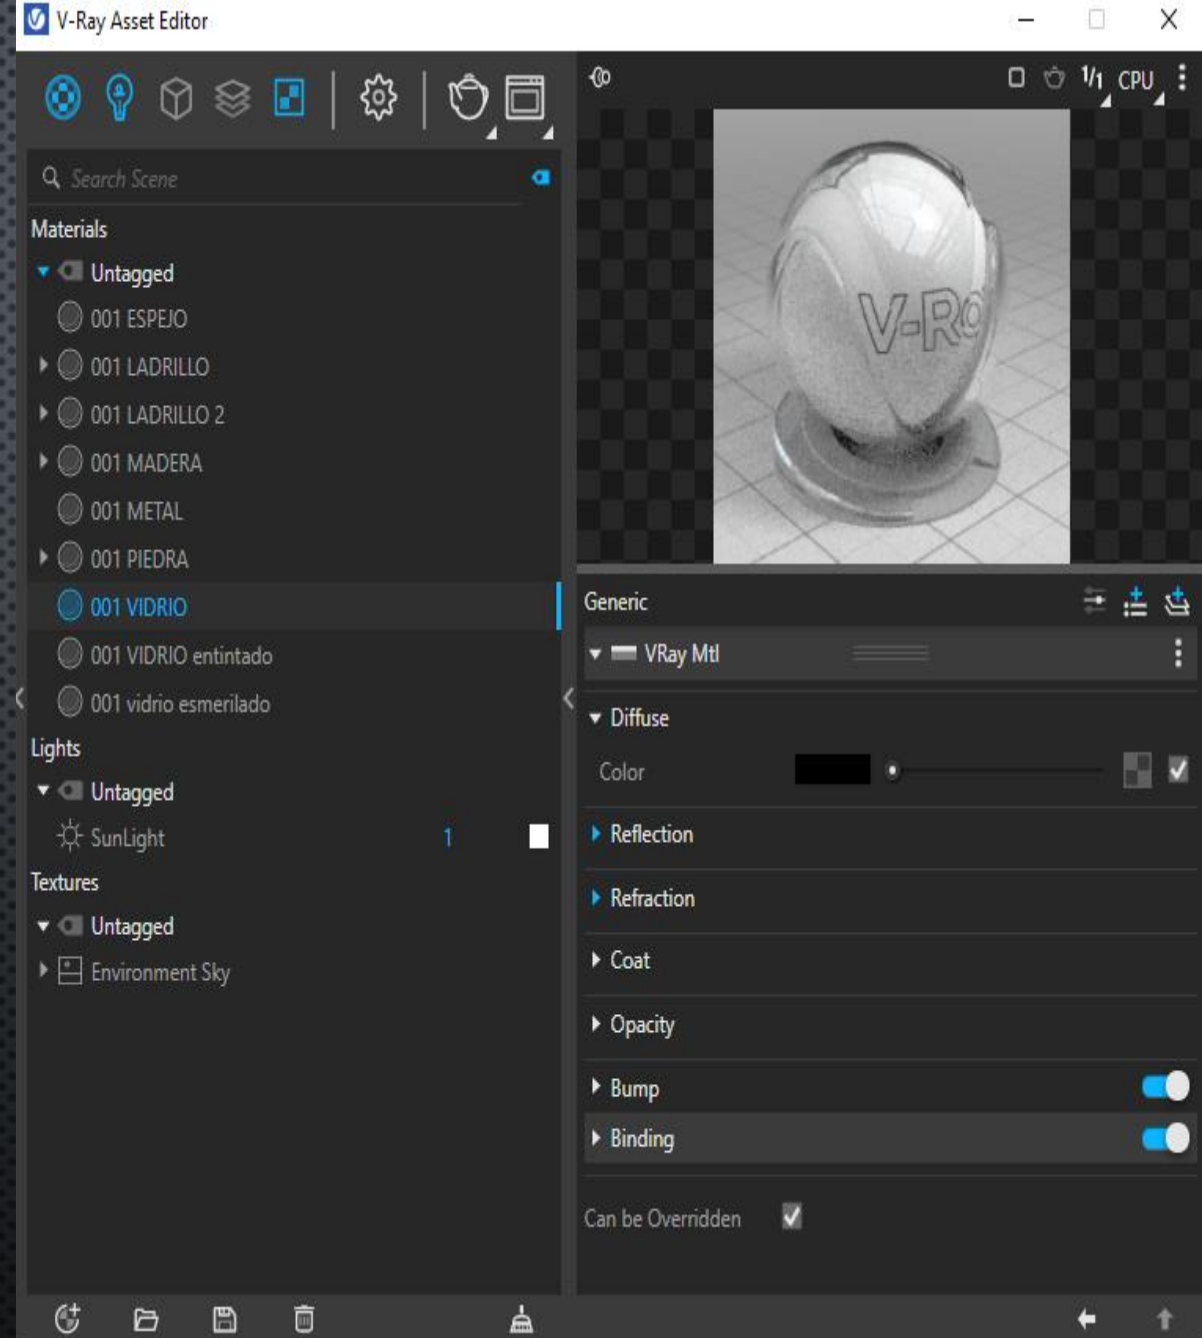 V-Ray Asset Editor
1/1 CPU
Search Scene
Materials
Untagged
001 ESPEJO
001 LADRILLO
001 LADRILLO 2
001 MADERA
001 METAL
001 PIEDRA
001 VIDRIO
001 VIDRIO entintado
001 vidrio esmerilado
Lights
Untagged
SunLight 1
Textures
Untagged
Environment Sky
V-Ra
Generic
VRay Mtl
Diffuse
Color
Reflection
Refraction
Coat
Opacity
Bump
Binding
Can be Overridden